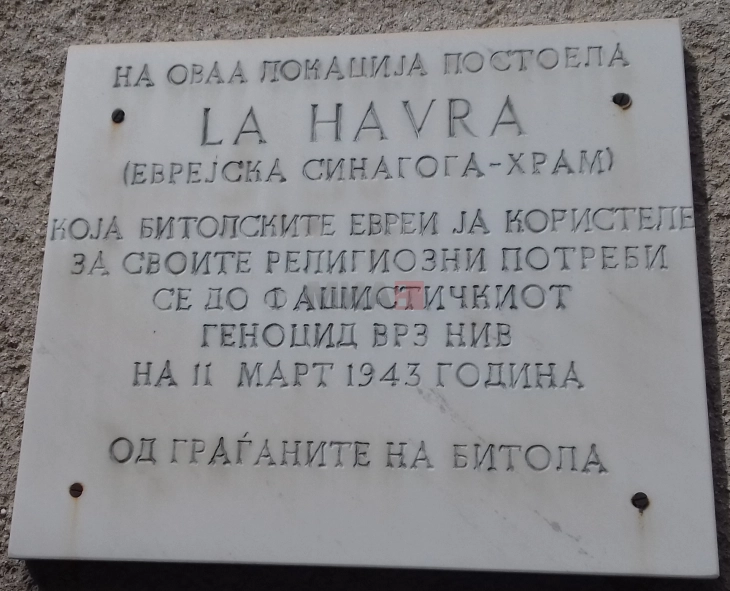 НА ОВАА ЛОКАЦИЈА ПОСТОЕЛА
LA HAVRA
(ЕВРЕЈСКА СИНАГОГА-ХРАМ)
КОЈА БИТОЛСКИТЕ ЕВРЕИ ЈА КОРИСТЕЛЕ
ЗА СВОИТЕ РЕЛИГИОЗНИ ПОТРЕБИ
СЕ ДО ФАШИСТИЧКИОТ
ГЕНОЦИД ВРЗ НИВ
НА 11 МАРТ 1943 ГОДИНА
ОД ГРАЃАНИТЕ НА БИТОЛА